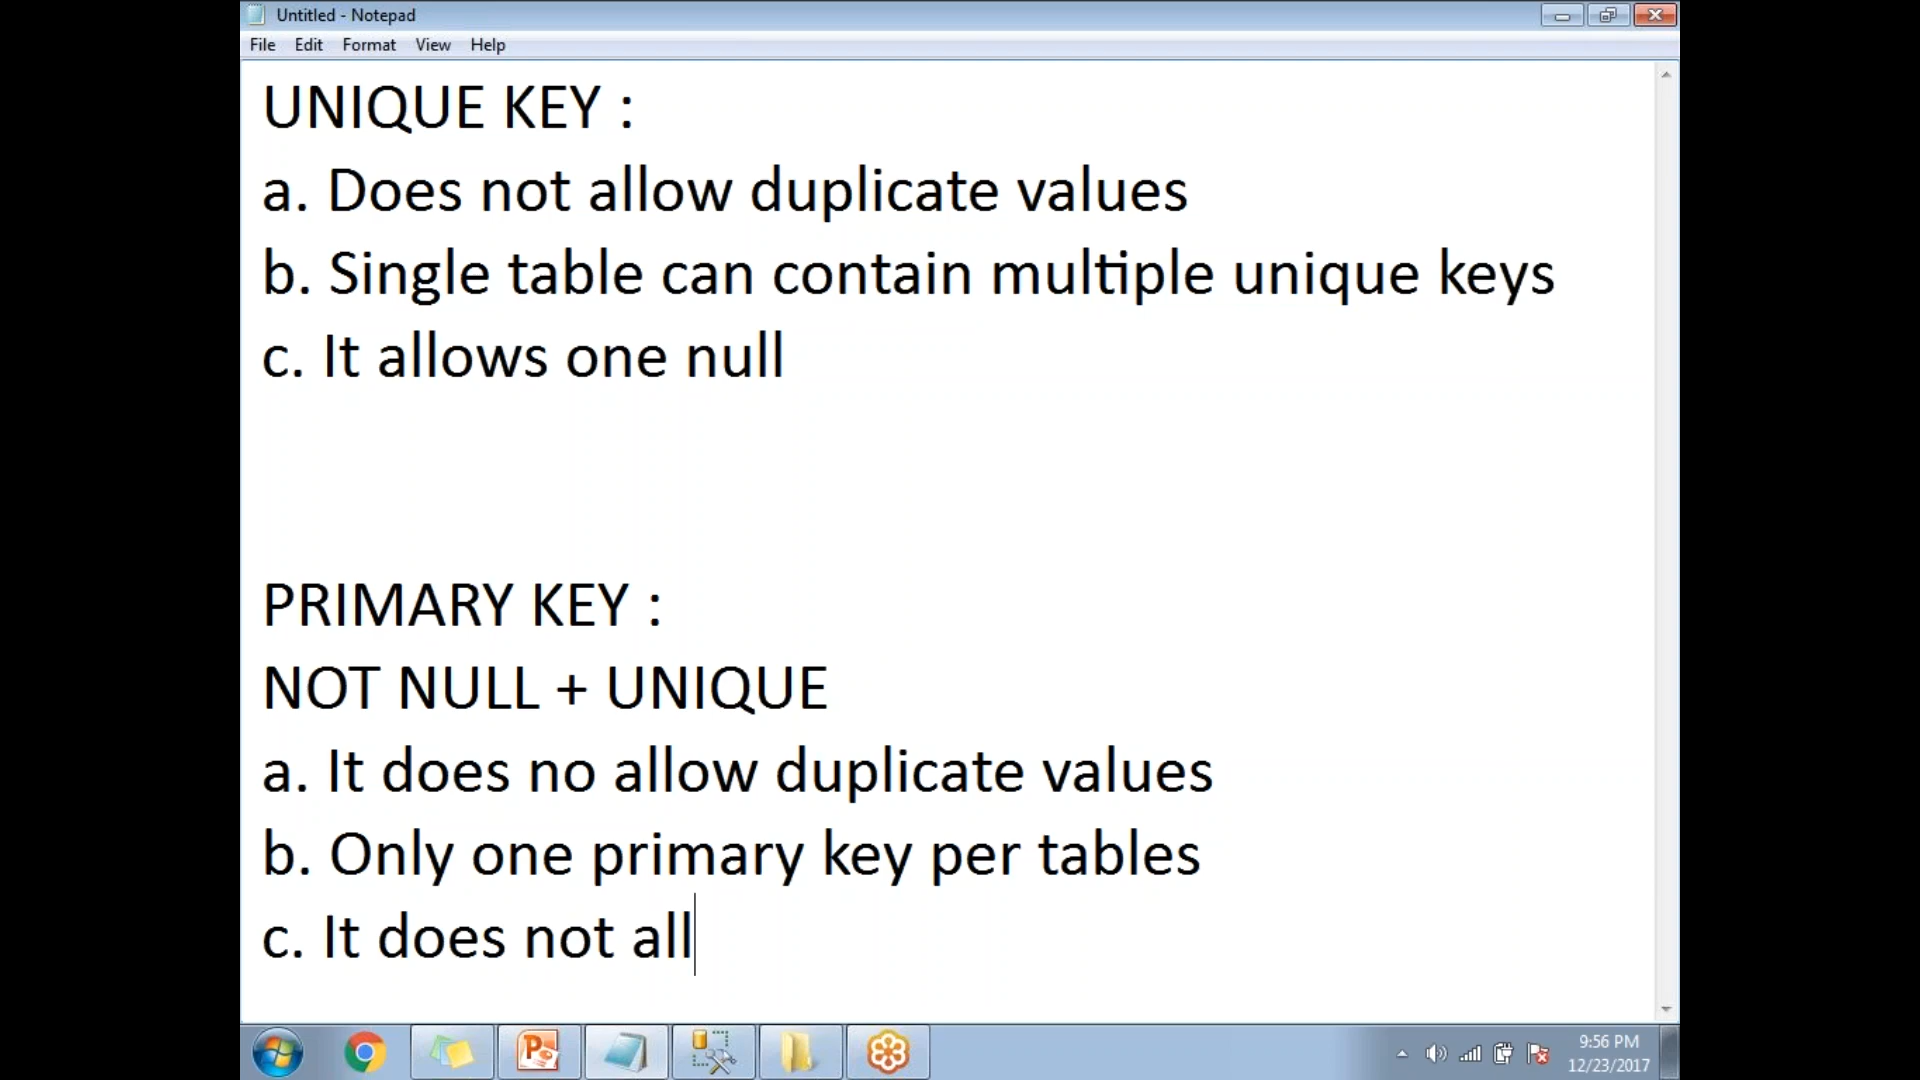 Untitled - Notepad
File Edit Format View Help
UNIQUE KEY :
a. Does not allow duplicate values
b. Single table can contain multiple unique keys
c. It allows one null
PRIMARY KEY :
NOT NULL + UNIQUE
a. It does no allow duplicate values
b. Only one primary key per tables
c. It does not all
9:56 PM
12/23/2017